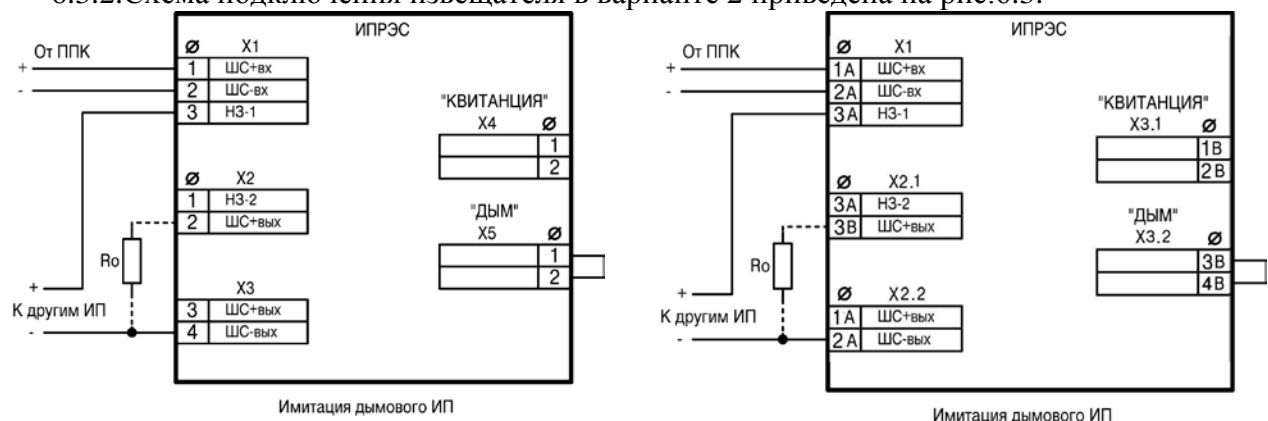 6.3.2.Схема подключения извещателя в варианте 2 приведена на рис.6.3.
ИПРЭС
От ППК
+
-
Ø X1
1 ШС+вх
2 ШС-вх
3 НЗ-1
"КВИТАНЦИЯ"
X4 Ø
1
2
Ø X2
1 НЗ-2
2 ШС+вых
"ДЫМ"
X5 Ø
1
2
Ro
+
К другим ИП
-
X3
3 ШС+вых
4 ШС-вых
Имитация дымового ИП
ИПРЭС
От ППК
+
-
Ø X1
1A ШС+вх
2A ШС-вх
3A НЗ-1
"КВИТАНЦИЯ"
X3.1 Ø
1B
2B
Ø X2.1
3A НЗ-2
3B ШС+вых
"ДЫМ"
X3.2 Ø
3B
4B
Ro
+
К другим ИП
-
Ø X2.2
1A ШС+вых
2A ШС-вых
Имитация дымового ИП